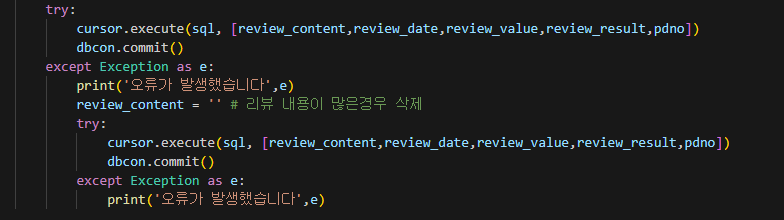 try:
    cursor.execute(sql, [review_content,review_date,review_value,review_result,pdno])
    dbcon.commit()
except Exception as e:
    print('오류가 발생했습니다',e)
    review_content = '' # 리뷰 내용이 많은경우 삭제
    try:
        cursor.execute(sql, [review_content,review_date,review_value,review_result,pdno])
        dbcon.commit()
    except Exception as e:
        print('오류가 발생했습니다',e)